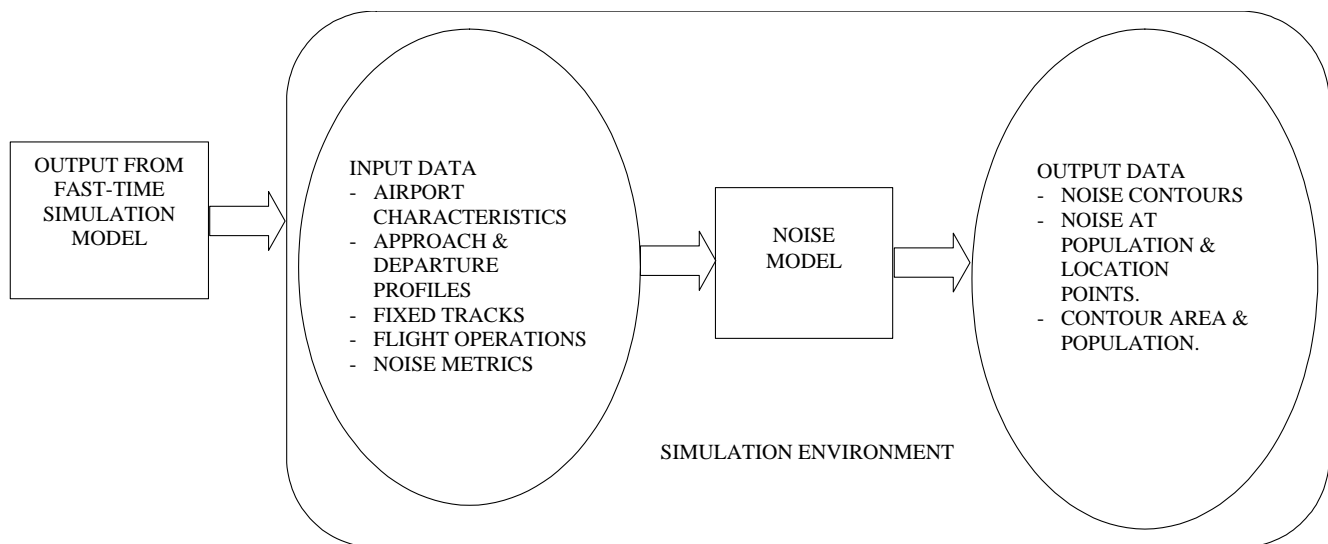 OUTPUT FROM
FAST-TIME
SIMULATION
MODEL
INPUT DATA
- AIRPORT
CHARACTERISTICS
- APPROACH &
DEPARTURE
PROFILES
- FIXED TRACKS
- FLIGHT OPERATIONS
- NOISE METRICS
NOISE
MODEL
OUTPUT DATA
- NOISE CONTOURS
- NOISE AT
POPULATION &
LOCATION
POINTS.
- CONTOUR AREA &
POPULATION.
SIMULATION ENVIRONMENT